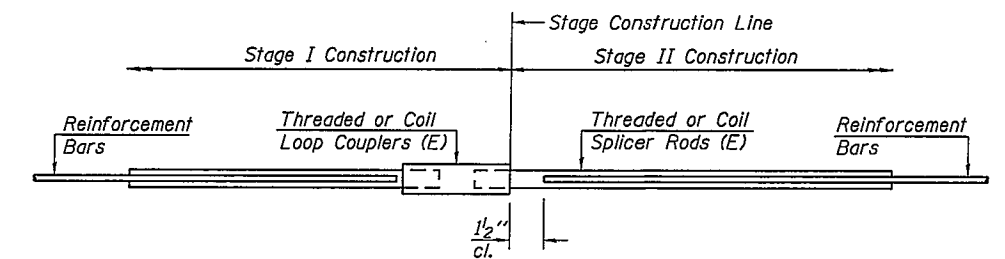 Stage Construction Line
Stage I Construction
Stage II Construction
Reinforcement
Bars
Threaded or Coil
Loop Couplers (E)
Threaded or Coil
Splicer Rods (E)
Reinforcement
Bars
1½"
cl.